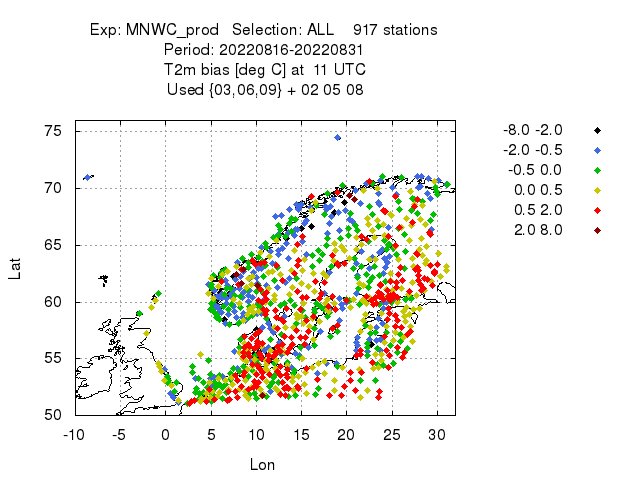 Exp: MNWC_prod Selection: ALL 917 stations
Period: 20220816-20220831
T2m bias [deg C] at 11 UTC
Used {03,06,09} + 02 05 08
-8.0 -2.0
-2.0 -0.5
-0.5 0.0
0.0 0.5
0.5 2.0
2.0 8.0
75
70
65
60
55
50
Lat
-10 -5 0 5 10 15 20 25 30
Lon